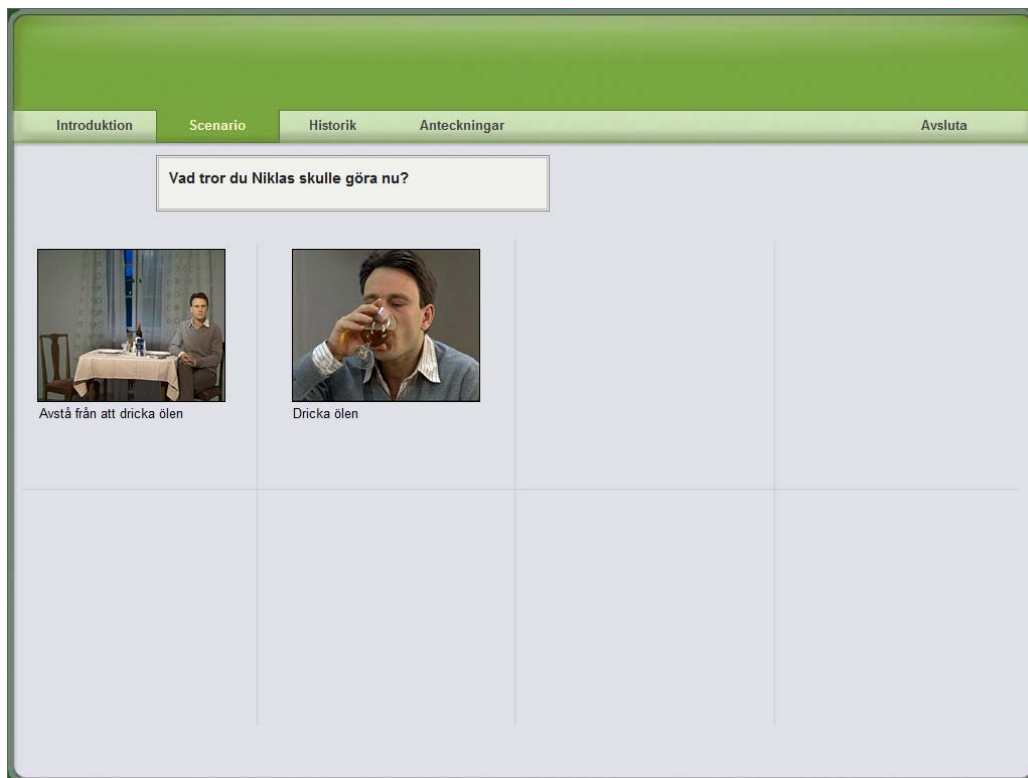 Introduktion Scenario Historik Anteckningar Avsluta
Vad tror du Niklas skulle göra nu?
Avstå från att dricka ölen Dricka ölen